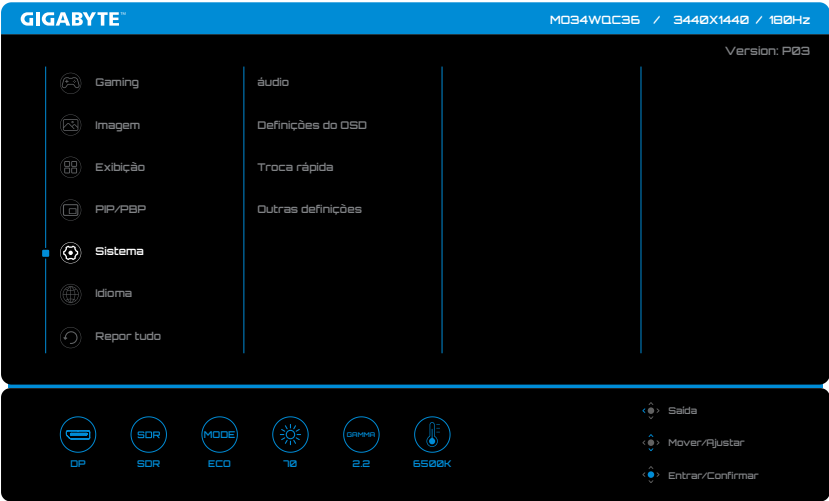 GIGABYTE™
MO34WQC36 / 3440X1440 / 180Hz
Version: P03
Gaming
Imagem
Exibição
PIP/PBP
Sistema
Idioma
Repor tudo
áudio
Definições do OSD
Troca rápida
Outras definições
SDR
MODE
GAMMA
DP
SDR
ECO
70
2.2
6500K
Saída
Mover/Ajustar
Entrar/Confirmar